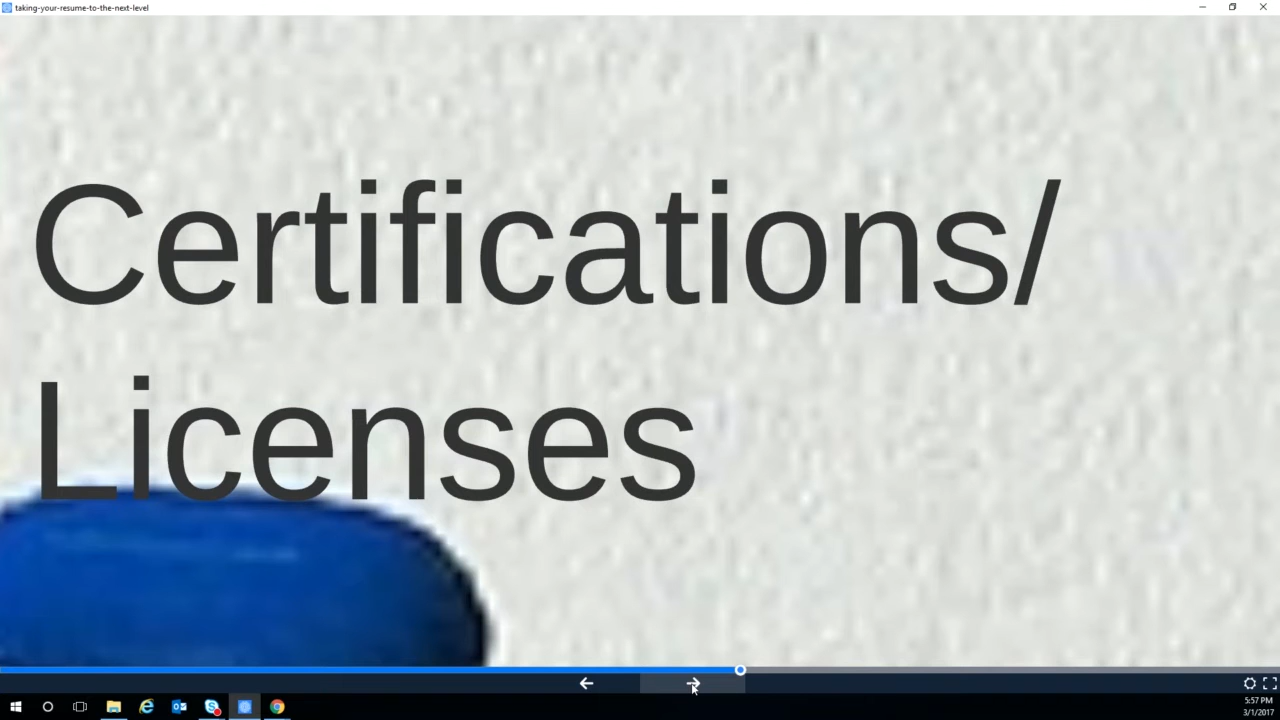 taking-your-resume-to-the-next-level
Certifications/
Licenses
5:57 PM
3/1/2017